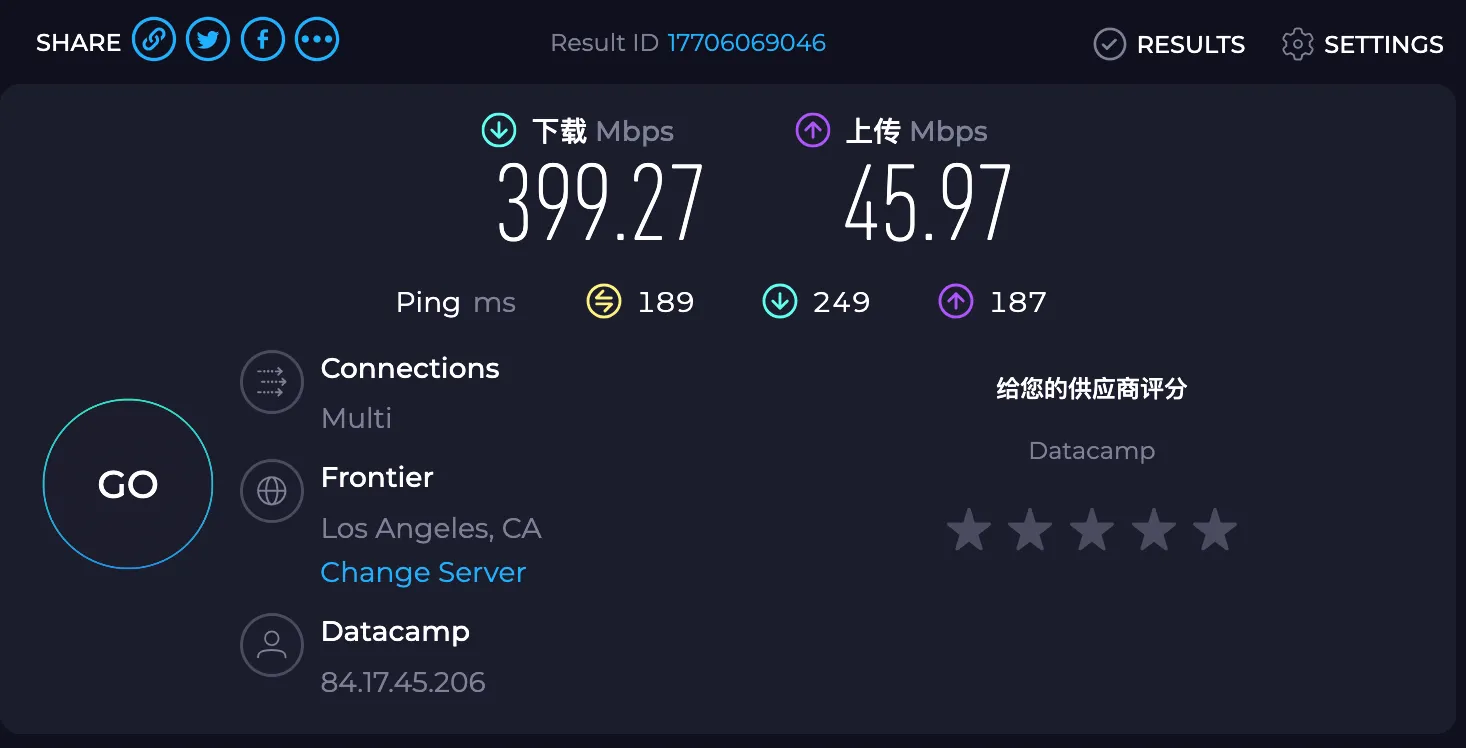 SHARE Result ID 17706069046 RESULTS SETTINGS
下载 Mbps 上传 Mbps
399.27 45.97
Ping ms 189 249 187
Connections
Multi
给您的供应商评分
Datacamp
GO
Frontier
Los Angeles, CA
Change Server
Datacamp
84.17.45.206